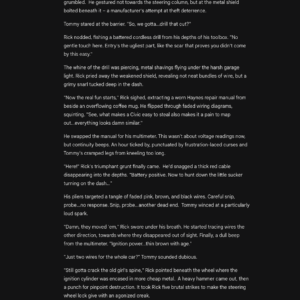 grumbled. He gestured not towards the steering column, but at the metal shield
bolted beneath it – a manufacturer's attempt at theft deterrence.
Tommy stared at the barrier. "So, we gotta...drill that out?"
Rick nodded, fishing a battered cordless drill from his depths of his toolbox. "No
gentle touch here. Entry's the ugliest part, like the scar that proves you didn't come
by this easy."
The whine of the drill was piercing, metal shavings flying under the harsh garage
light. Rick pried away the weakened shield, revealing not neat bundles of wire, but a
grimy snarl tucked deep in the dash.
"Now the real fun starts," Rick sighed, extracting a worn Haynes repair manual from
beside an overflowing coffee mug. He flipped through faded wiring diagrams,
squinting. "See, what makes a Civic easy to steal also makes it a pain to map
out...everything looks damn similar."
He swapped the manual for his multimeter. This wasn't about voltage readings now,
but continuity beeps. An hour ticked by, punctuated by frustration-laced curses and
Tommy's cramped legs from kneeling too long.
"Here!" Rick's triumphant grunt finally came. He'd snagged a thick red cable
disappearing into the depths. "Battery positive. Now to hunt down the little sucker
turning on the dash..."
His pliers targeted a tangle of faded pink, brown, and black wires. Careful snip,
probe...no response. Snip, probe...another dead end. Tommy winced at a particularly
loud spark.
"Damn, they moved 'em," Rick swore under his breath. He started tracing wires the
other direction, towards where they disappeared out of sight. Finally, a dull beep
from the multimeter. "Ignition power...this brown with age."
"Just two wires for the whole car?" Tommy sounded dubious.
"Still gotta crack the old girl's spine," Rick pointed beneath the wheel where the
ignition cylinder was encased in more cheap metal. A heavy hammer came out, then
a punch for pinpoint destruction. It took Rick five brutal strikes to make the steering
wheel lock give with an agonized creak.